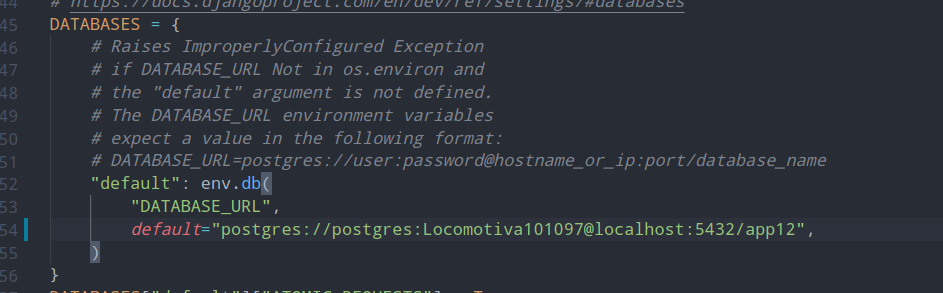 44 # https://docs.djangoproject.com/en/dev/ref/settings/#databases
45 DATABASES = {
46 # Raises ImproperlyConfigured Exception
47 # if DATABASE_URL Not in os.environ and
48 # the "default" argument is not defined.
49 # The DATABASE_URL environment variables
50 # expect a value in the following format:
51 # DATABASE_URL=postgres://user:password@hostname_or_ip:port/database_name
52 "default": env.db(
53 "DATABASE_URL",
54 default="postgres://postgres:Locomotiva101097@localhost:5432/app12",
55 )
56 }
DATABASES["default"]["ATOMIC_REQUESTS"]